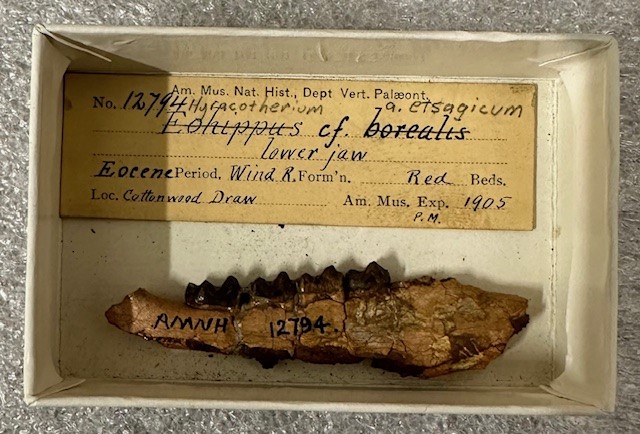 Am. Mus. Nat. Hist., Dept Vert. Palæont.
No. 12794 Hyracotherium a. etsagicum
Eohippus cf. borealis
lower jaw
Eocene Period. Wind R. Form'n. Red Beds.
Loc. Cottonwood Draw Am. Mus. Exp. 1905
P.M.
AMNH 12794.